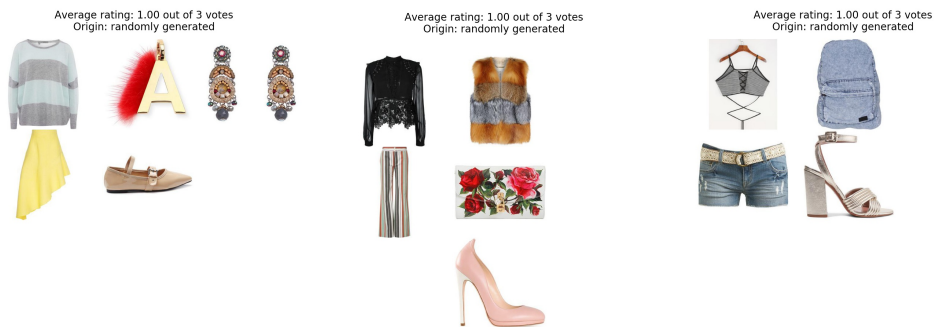 Average rating: 1.00 out of 3 votes
Origin: randomly generated
A
Average rating: 1.00 out of 3 votes
Origin: randomly generated
Average rating: 1.00 out of 3 votes
Origin: randomly generated